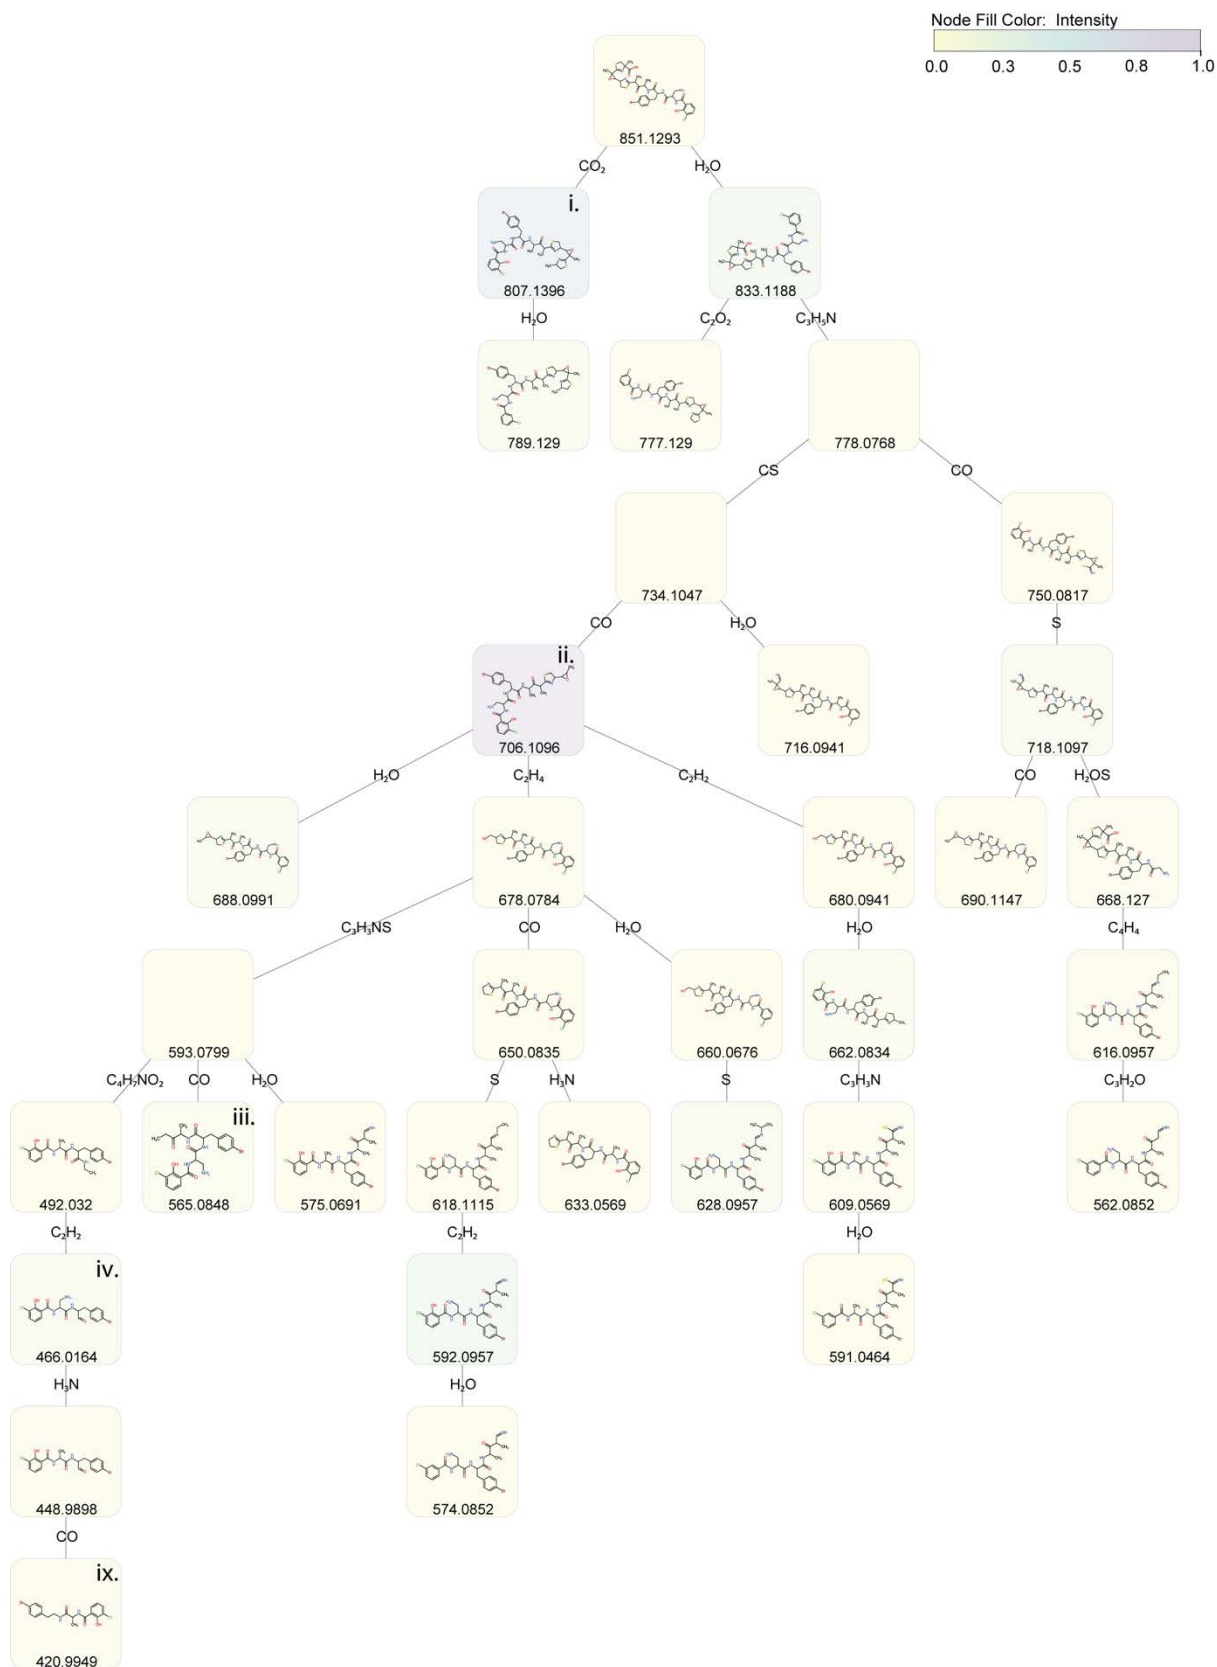 Node Fill Color: Intensity
0.0 0.3 0.5 0.8 1.0
851.1293
CO₂ H₂O
i.
807.1396 833.1188
H₂O C₂O₂ C₃H₅N
789.129 777.129 778.0768
CS CO
734.1047 750.0817
CO H₂O S
ii.
706.1096 716.0941 718.1097
H₂O C₂H₄ C₂H₂ CO H₂OS
688.0991 678.0784 680.0941 690.1147 668.127
C₃H₃NS CO H₂O H₂O C₄H₄
593.0799 650.0835 660.0676 662.0834 616.0957
C₄H₇NO₂ CO H₂O S H₃N S C₃H₃N C₃H₂O
iii.
492.032 565.0848 575.0691 618.1115 633.0569 628.0957 609.0569 562.0852
C₂H₂ C₂H₂ H₂O
iv.
466.0164 592.0957 591.0464
H₃N H₂O
448.9898 574.0852
CO
ix.
420.9949